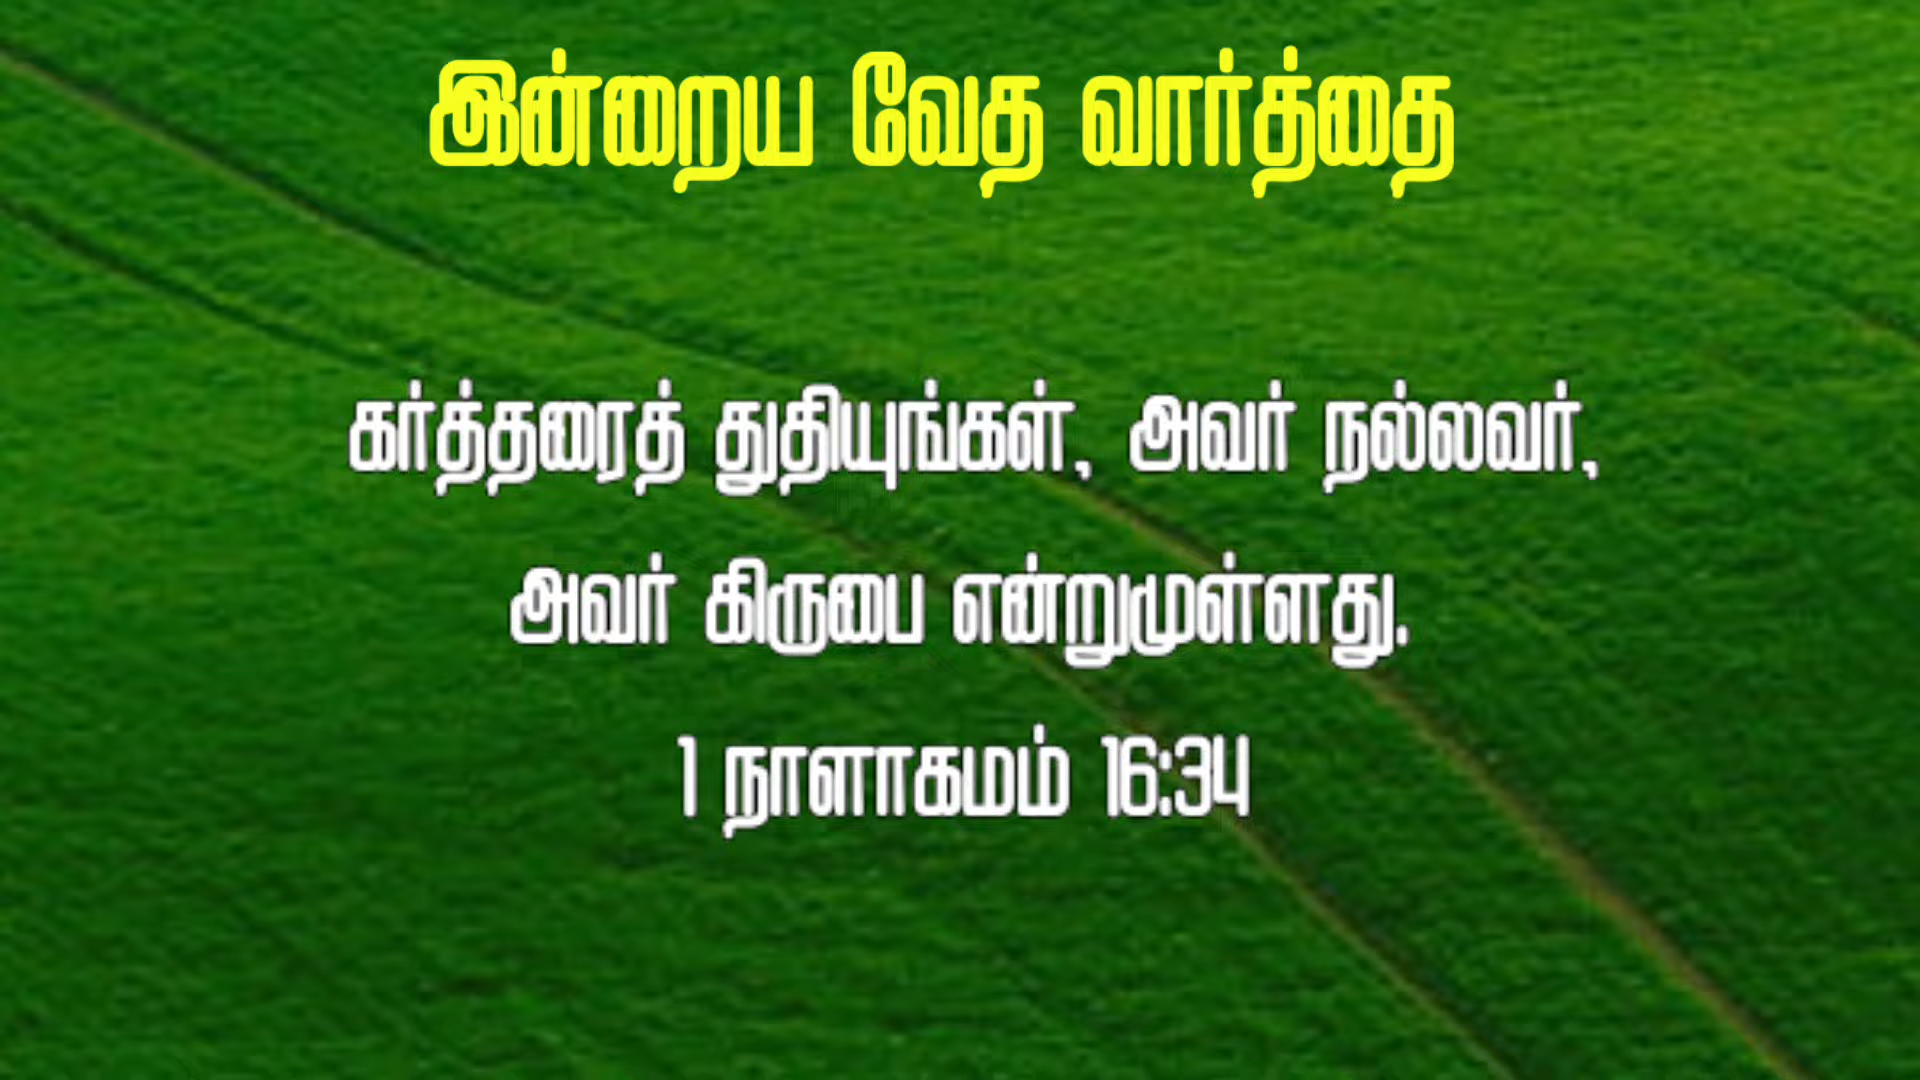 இன்றைய வேத வார்த்தை
கர்த்தரைத் துதியுங்கள், அவர் நல்லவர்,
அவர் கிருபை என்றுமுள்ளது.
1 நாளாகமம் 16:34